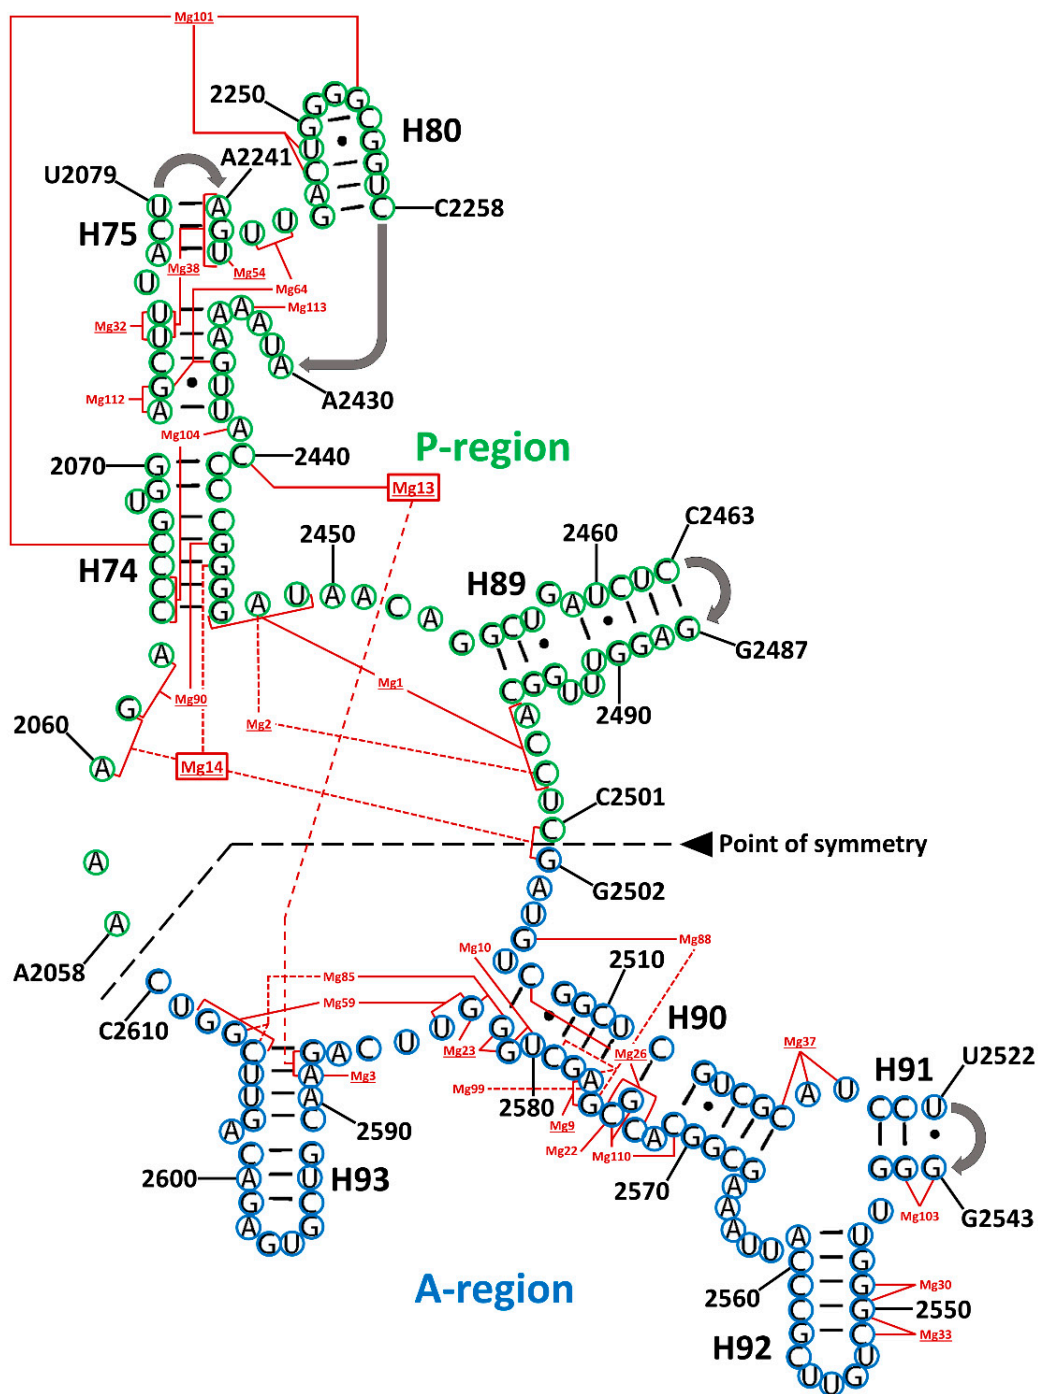 Mg101
2250
G G G G
G C
U G
C G
A U
G C
H80
A2241
U2079
C2258
H75
U A
C G
A U
U U
U
Mg38
Mg54
Mg64
Mg113
Mg32
U A A A
U A U
C G A
G U
A U
Mg112
A2430
Mg104
A
C
2440
P-region
2070
G C
G C
U
G C
C G
C G
C G
C G
H74
Mg13
2450
A U A A C A G
2460
C2463
H89
G C U G A U C U C
G2487
C G G U U U G G A G
2490
A
G
2060
A
Mg90
Mg2
Mg1
Mg14
A
C
C
U
C
C2501
Point of symmetry
G
G2502
A
A
A2058
A
U
G
U
Mg88
Mg10
2510
C G G C U C
H90
C
U
G
G
C2610
Mg85
Mg59
Mg23
Mg3
Mg99
Mg26
Mg9
Mg22
Mg110
Mg37
G A C U U G G G
U C G A G C G C A C G G C G
2580
2570
G U C G C A U
H91
U2522
C C U
G G G
Mg103
G2543
U
C G
U A
U A
G C
A
C G
A U
G C
A G
G U
2590
2600
H93
A A A U U
A U
C G
C G
C G
G C
C U
U U G
2560
Mg30
2550
Mg33
H92
A-region